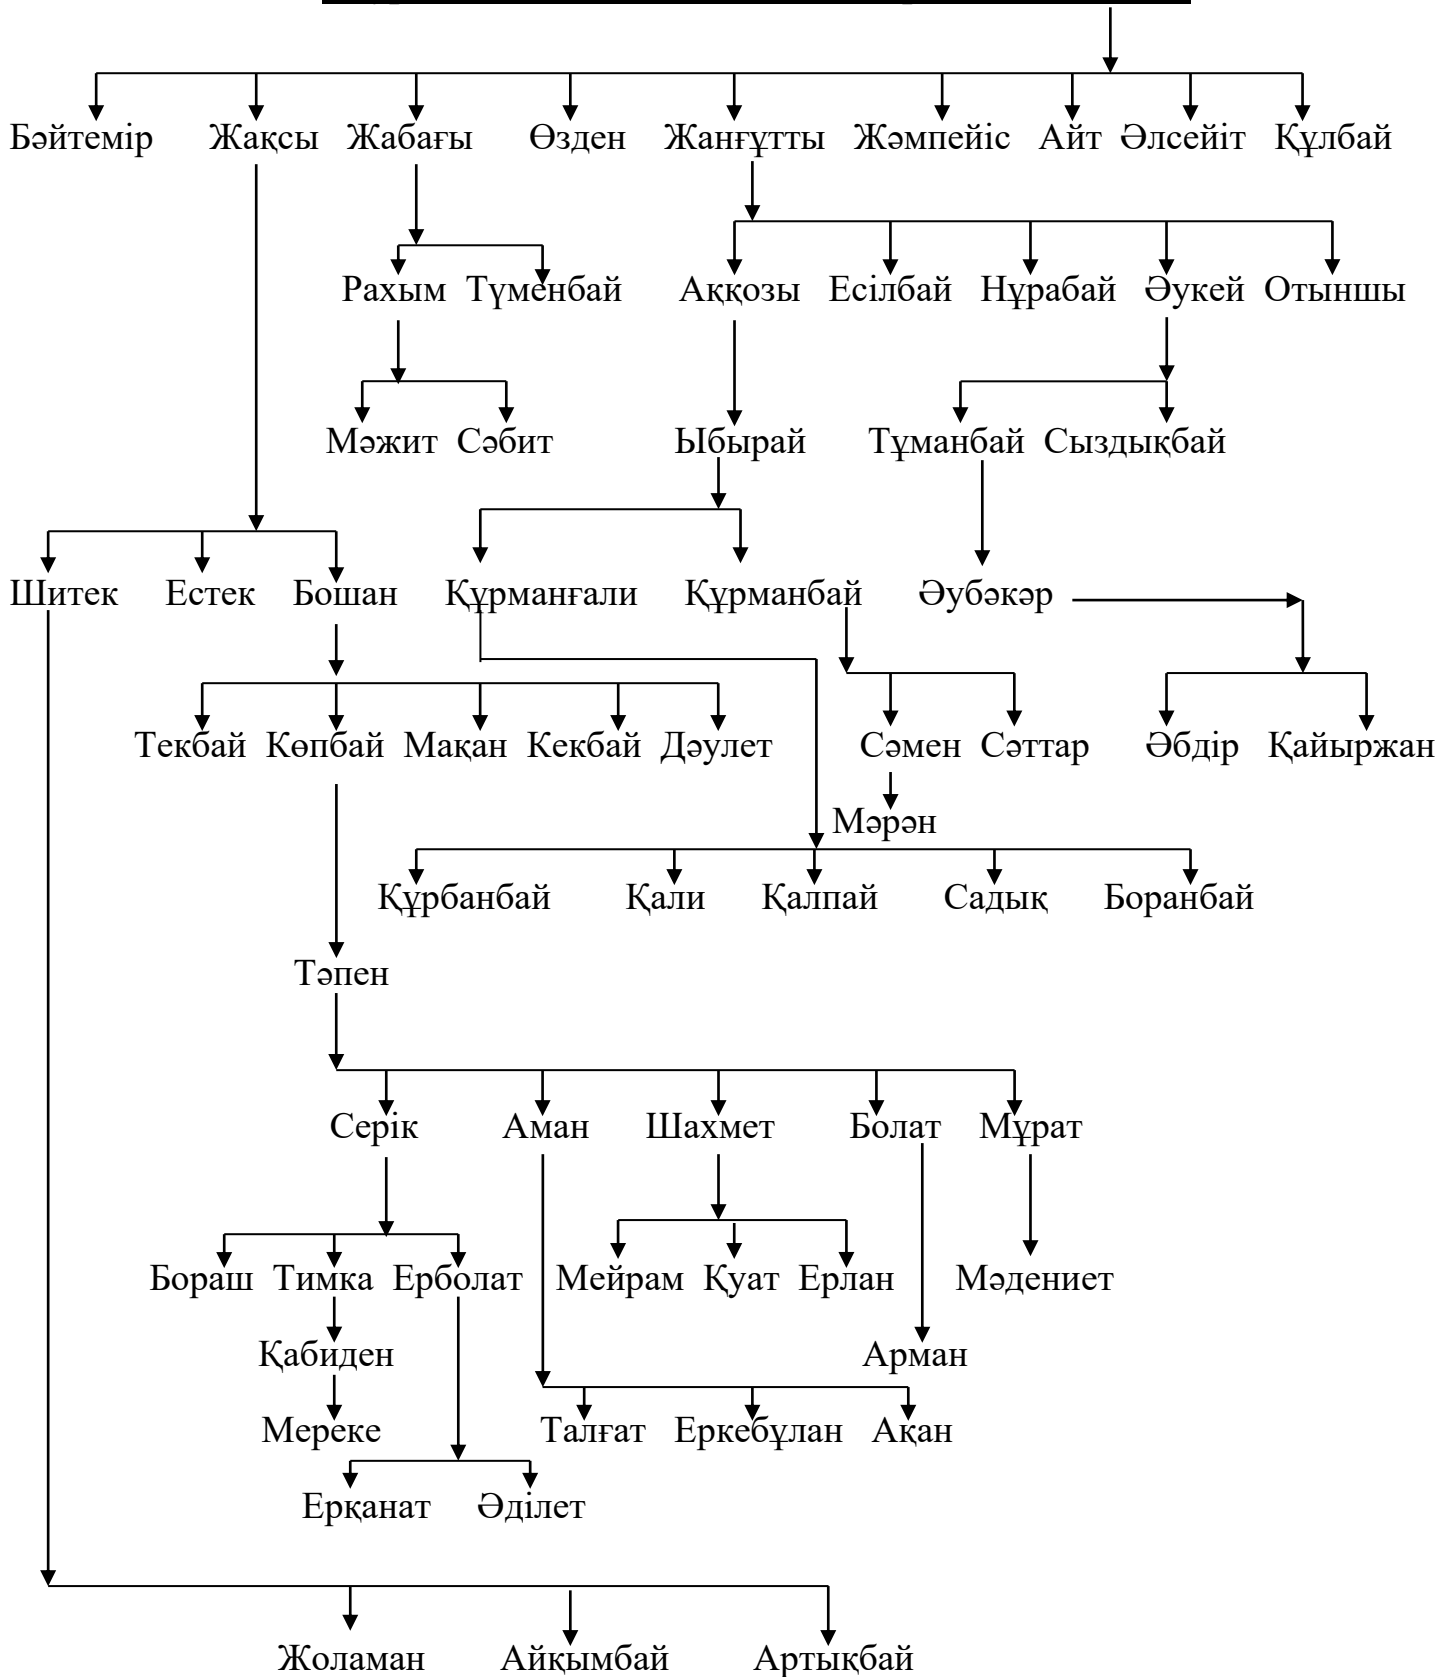 Бәйтемір Жақсы Жабағы Өзден Жанғұтты Жәмпейіс Айт Әлсейіт Құлбай
Рахым Түменбай Аққозы Есілбай Нұрабай Әукей Отыншы
Мәжит Сәбит Ыбырай Тұманбай Сыздықбай
Шитек Естек Бошан Құрманғали Құрманбай Әубәкәр
Текбай Көпбай Мақан Кекбай Дәулет Сәмен Сәттар Әбдір Қайыржан
Мәрән
Құрбанбай Қали Қалпай Садық Боранбай
Тәпен
Серік Аман Шахмет Болат Мұрат
Бораш Тимка Ерболат Мейрам Қуат Ерлан Мәдениет
Қабиден Арман
Мереке Талғат Еркебұлан Ақан
Ерқанат Әділет
Жоламан Айқымбай Артықбай